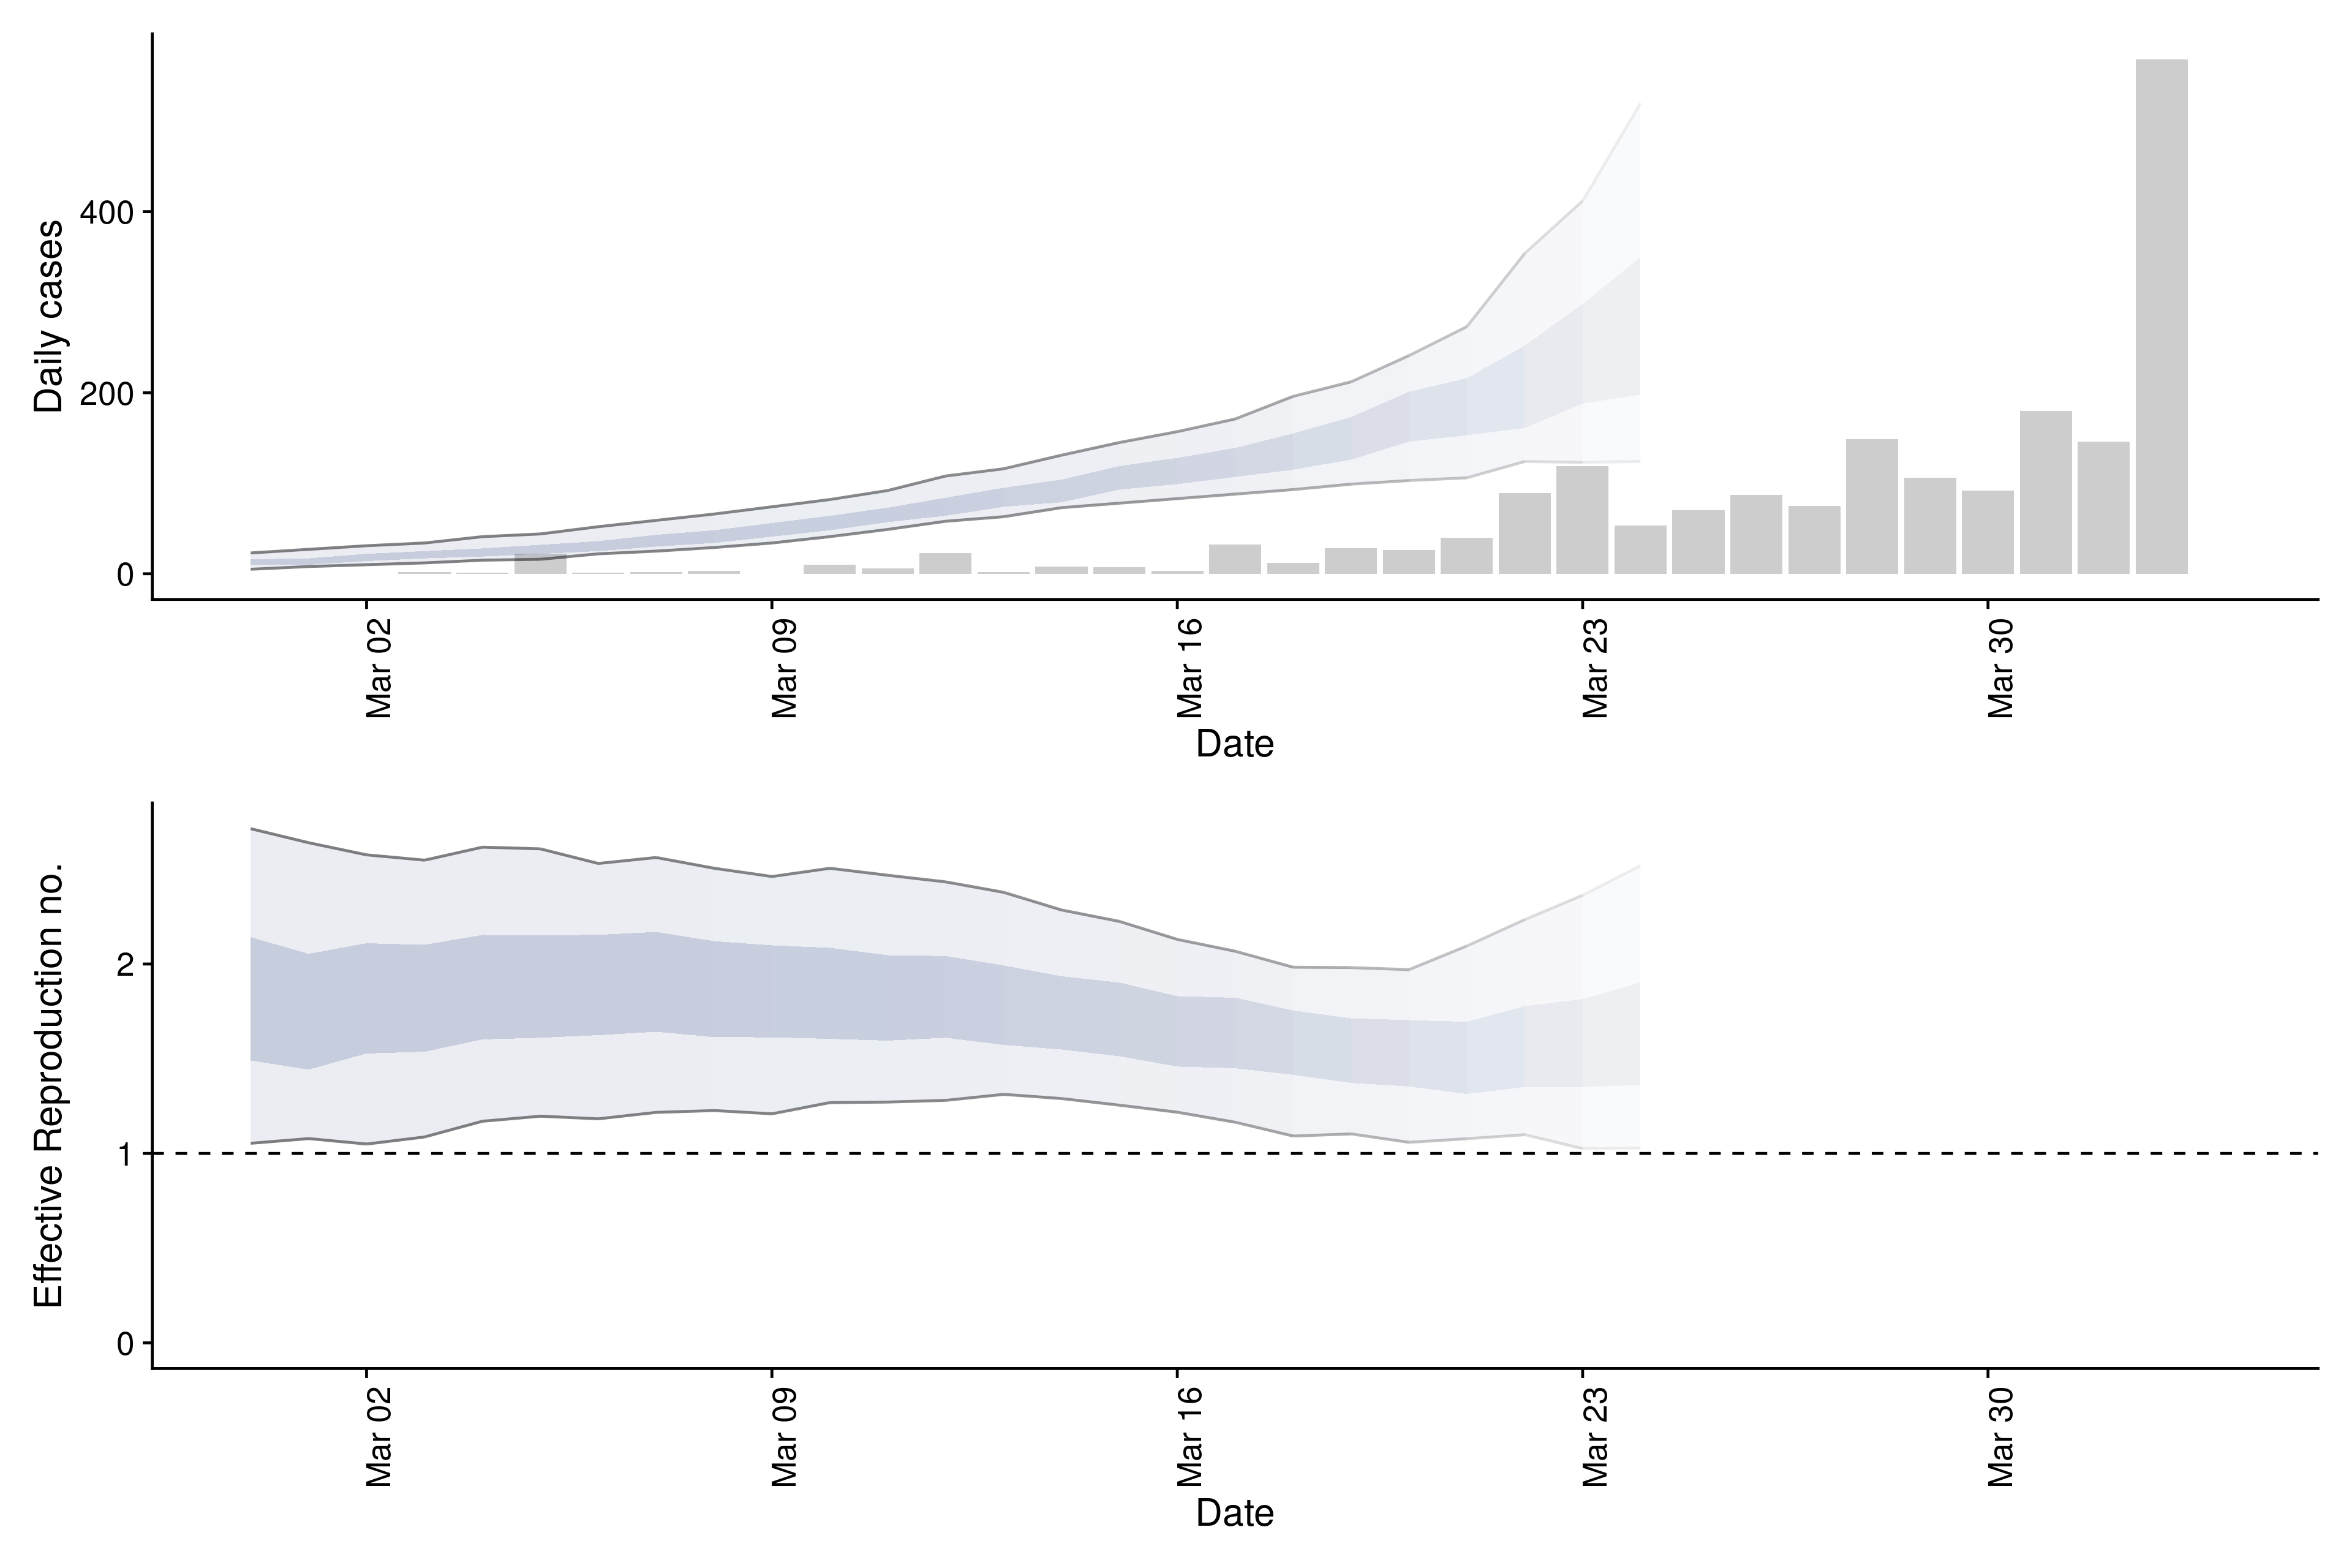 Daily cases
400
200
0
Mar 02
Mar 09
Mar 16
Mar 23
Mar 30
Date
Effective Reproduction no.
2
1
0
Mar 02
Mar 09
Mar 16
Mar 23
Mar 30
Date